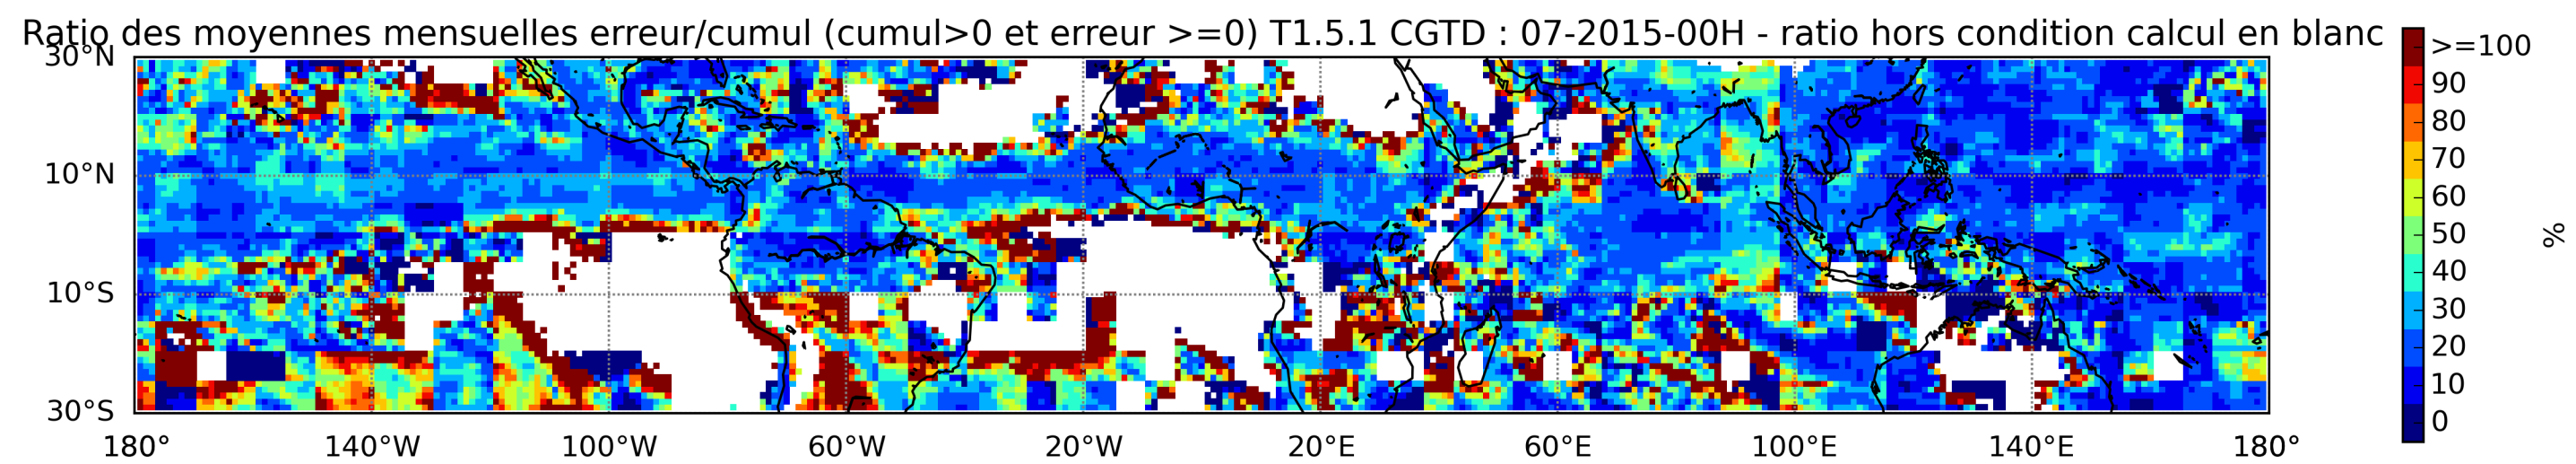 Ratio des moyennes mensuelles erreur/cumul (cumul>0 et erreur >=0) T1.5.1 CGTD : 07-2015-00H - ratio hors condition calcul en blanc
30°N
10°N
10°S
30°S
180° 140°W 100°W 60°W 20°W 20°E 60°E 100°E 140°E 180°
>=100
90
80
70
60
50
40
30
20
10
0
%